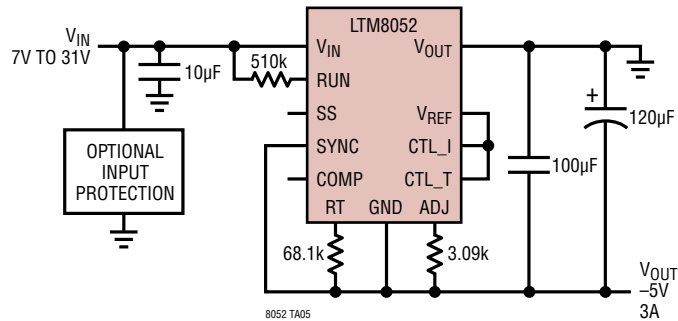 LTM8052
V_IN
7V TO 31V
10µF
510k
V_IN
V_OUT
RUN
SS
V_REF
SYNC
CTL_I
COMP
CTL_T
RT
GND
ADJ
OPTIONAL
INPUT
PROTECTION
+
120µF
100µF
68.1k
3.09k
V_OUT
–5V
3A
8052 TA05